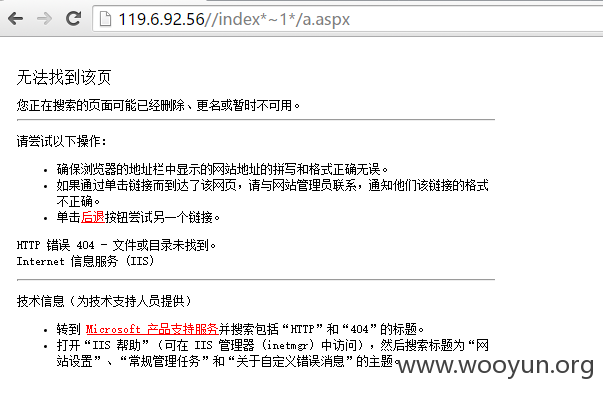 119.6.92.56//index*~1*/a.aspx
无法找到该页
您正在搜索的页面可能已经删除、更名或暂时不可用。
请尝试以下操作:
确保浏览器的地址栏中显示的网站地址的拼写和格式正确无误。
如果通过单击链接而到达了该网页，请与网站管理员联系，通知他们该链接的格式
不正确。
单击后退按钮尝试另一个链接。
HTTP 错误 404 - 文件或目录未找到。
Internet 信息服务 (IIS)
技术信息（为技术支持人员提供）
转到 Microsoft 产品支持服务并搜索包括“HTTP”和“404”的标题。
打开“IIS 帮助”（可在 IIS 管理器 (inetmgr) 中访问），然后搜索标题为“网
站设置”、“常规管理任务”和“关于自定义错误消息”的主题。
www.wooyun.org